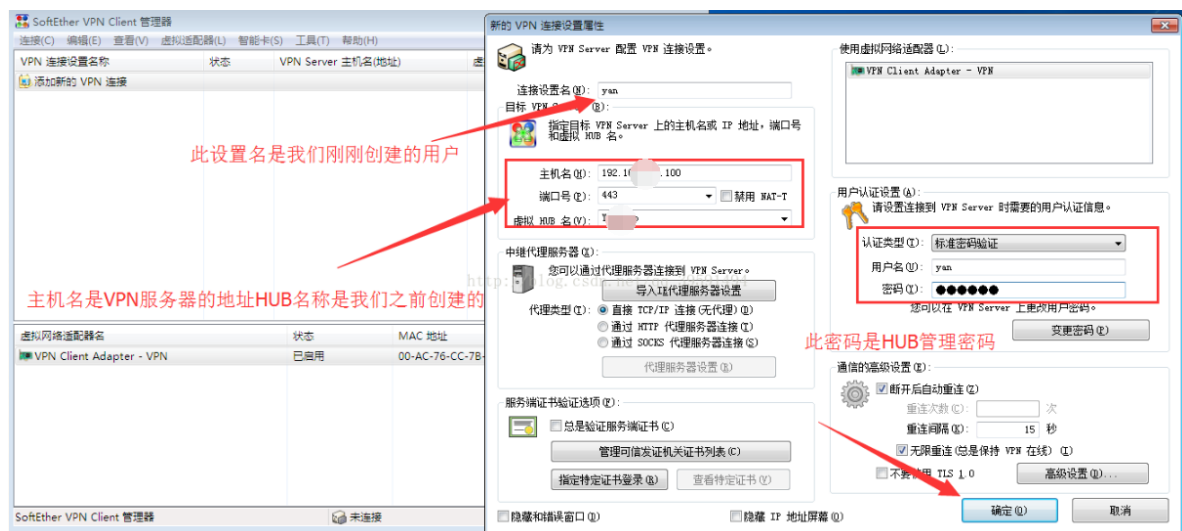 SoftEther VPN Client 管理器
连接(C) 编辑(E) 查看(V) 虚拟适配器(L) 智能卡(S) 工具(T) 帮助(H)
VPN 连接设置名称 状态 VPN Server 主机名(地址)
添加新的 VPN 连接
此设置名是我们刚刚创建的用户
主机名是VPN服务器的地址HUB名称是我们之前创建的
虚拟网络适配器名 状态 MAC 地址
VPN Client Adapter - VPN 已启用 00-AC-76-CC-7B-
SoftEther VPN Client 管理器 未连接
新的 VPN 连接设置属性
请为 VPN Server 配置 VPN 连接设置。
连接设置名(N): yan
目标 VPN
指定目标 VPN Server 上的主机名或 IP 地址，端口号
和虚拟 HUB 名。
主机名(H): 192.16 .100
端口号(P): 443 禁用 NAT-T
虚拟 HUB 名(V):
中继代理服务器(I):
您可以通过代理服务器连接到 VPN Server。
导入IE代理服务器设置
代理类型(T): 直接 TCP/IP 连接(无代理)(D)
通过 HTTP 代理服务器连接(T)
通过 SOCKS 代理服务器连接(S)
代理服务器设置(B)
服务端证书验证选项(F):
总是验证服务端证书(C)
管理可信发证机关证书列表(C)
指定特定证书登录(R) 查看特定证书(Y)
隐藏和错误窗口(D) 隐藏 IP 地址屏幕(O)
使用虚拟网络适配器(L):
VPN Client Adapter - VPN
用户认证设置(A):
请设置连接到 VPN Server 时需要的用户认证信息。
认证类型(T): 标准密码验证
用户名(U): yan
密码(Y): ●●●●●●
您可以在 VPN Server 上更改用户密码。
变更密码(P)
此密码是HUB管理密码
通信的高级设置(E):
断开后自动重连(Z)
重连次数(C): 次
重连间隔(K): 15 秒
无限重连(总是保持 VPN 在线) (I)
不要使用 TLS 1.0 高级设置(D)...
确定(O) 取消